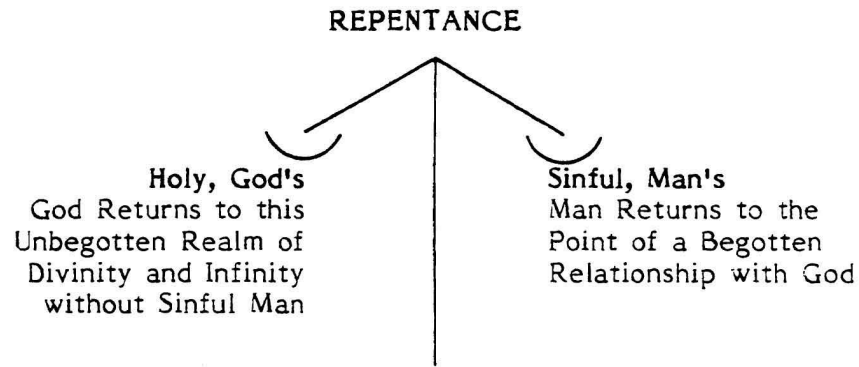 REPENTANCE
Holy, God's
God Returns to this
Unbegotten Realm of
Divinity and Infinity
without Sinful Man
Sinful, Man's
Man Returns to the
Point of a Begotten
Relationship with God